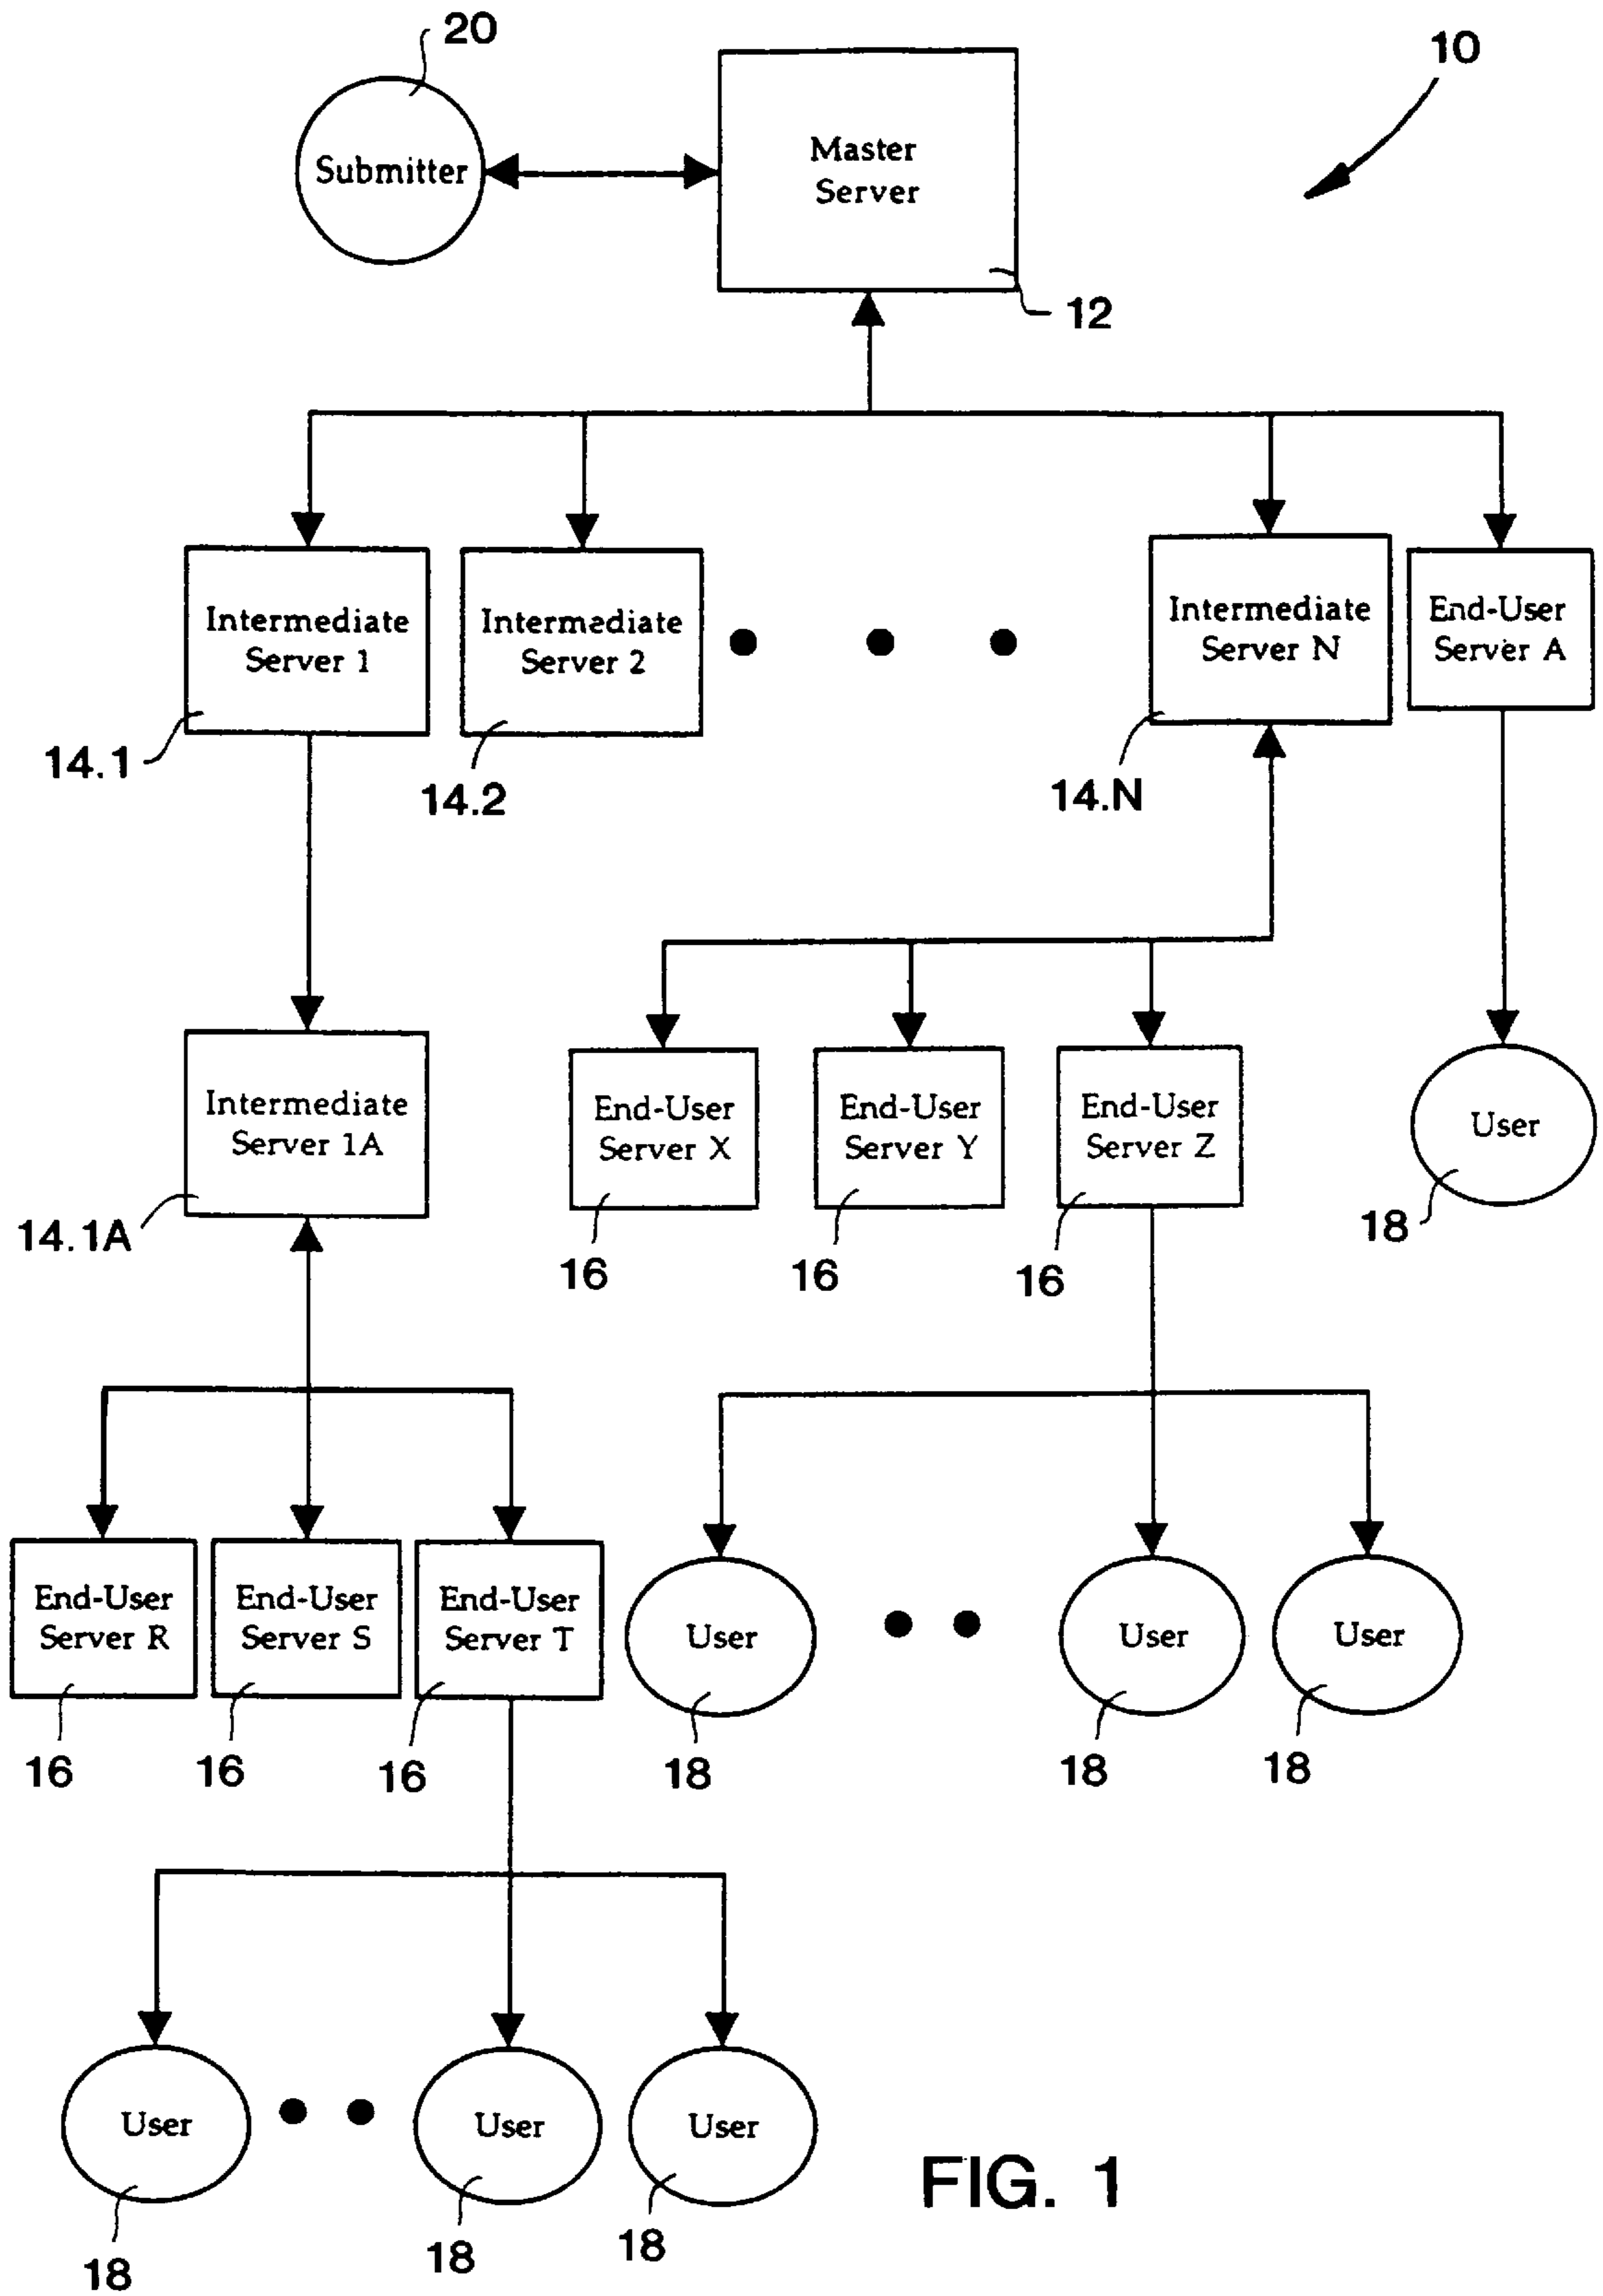 20
10
Submitter
Master
Server
12
Intermediate
Server 1
Intermediate
Server 2
Intermediate
Server N
End-User
Server A
14.1
14.2
14.N
Intermediate
Server 1A
End-User
Server X
End-User
Server Y
End-User
Server Z
User
14.1A
16
16
16
18
End-User
Server R
End-User
Server S
End-User
Server T
User
User
User
16
16
16
18
18
18
User
User
User
18
18
18
FIG. 1